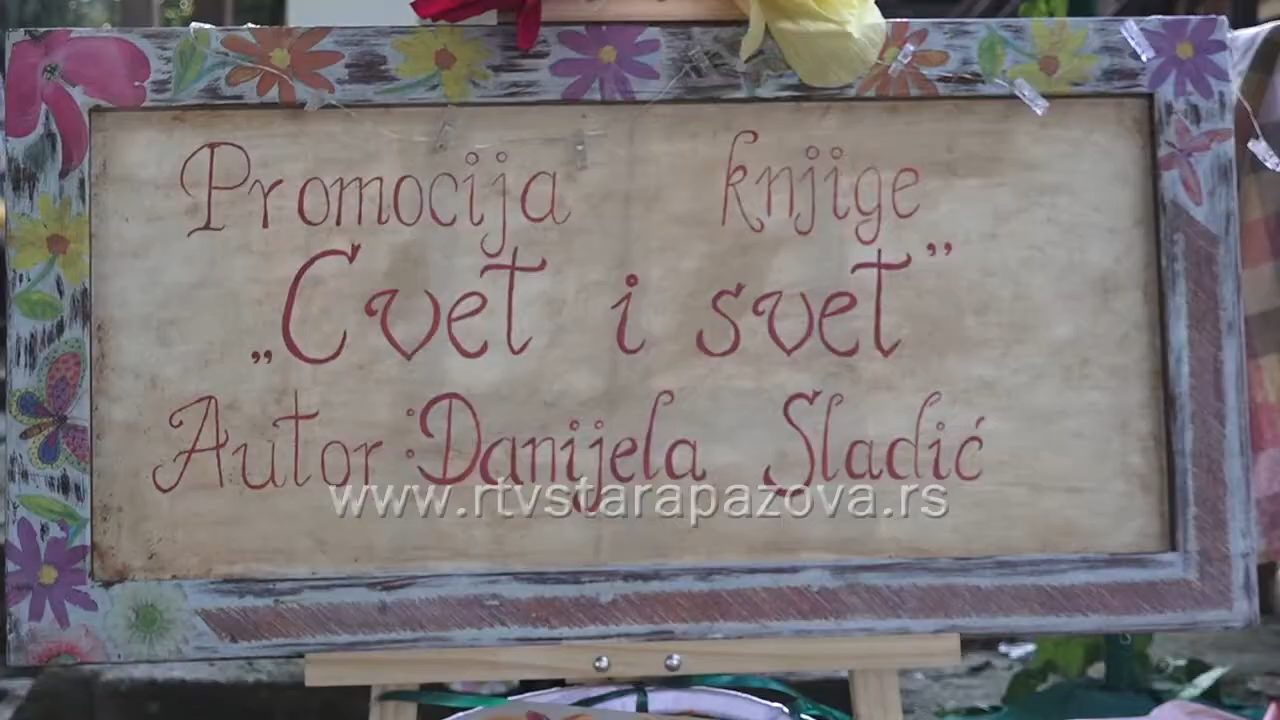 Promocija knjige
„Cvet i svet”
Autor: Danijela Sladić
www.rtvstarapazova.rs